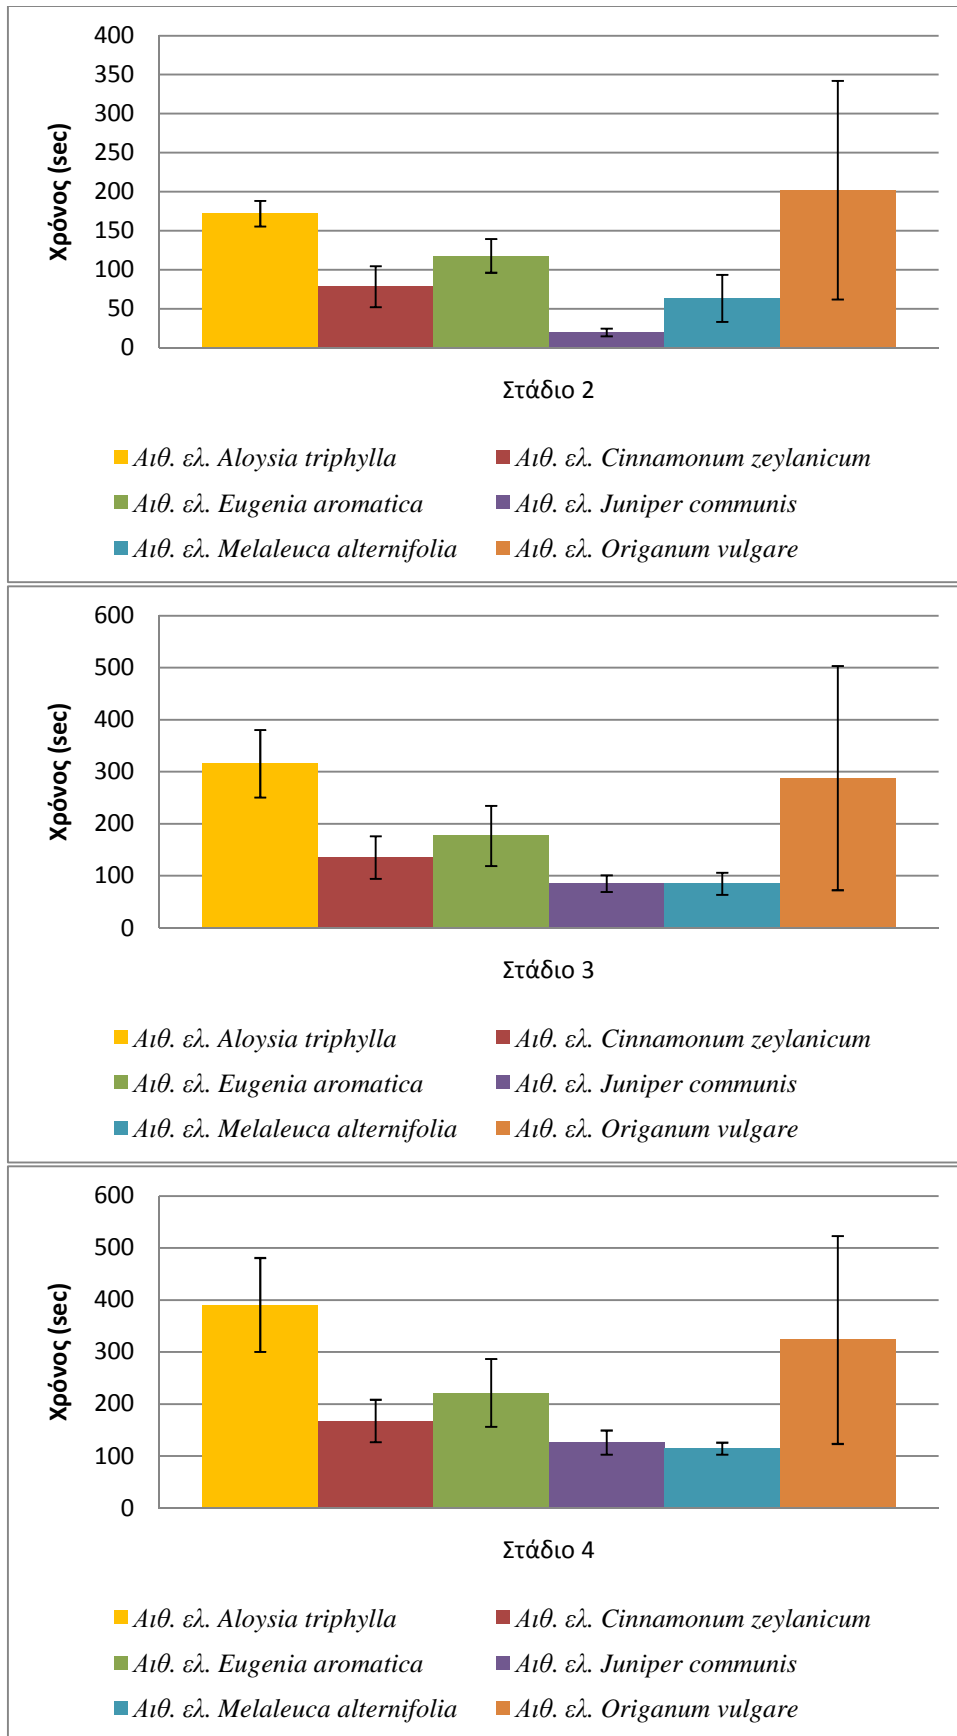 400
350
300
250
200
150
100
50
0
Χρόνος (sec)
Στάδιο 2
Αιθ. ελ. Aloysia triphylla
Αιθ. ελ. Cinnamonum zeylanicum
Αιθ. ελ. Eugenia aromatica
Αιθ. ελ. Juniper communis
Αιθ. ελ. Melaleuca alternifolia
Αιθ. ελ. Origanum vulgare
600
500
400
300
200
100
0
Χρόνος (sec)
Στάδιο 3
Αιθ. ελ. Aloysia triphylla
Αιθ. ελ. Cinnamonum zeylanicum
Αιθ. ελ. Eugenia aromatica
Αιθ. ελ. Juniper communis
Αιθ. ελ. Melaleuca alternifolia
Αιθ. ελ. Origanum vulgare
600
500
400
300
200
100
0
Χρόνος (sec)
Στάδιο 4
Αιθ. ελ. Aloysia triphylla
Αιθ. ελ. Cinnamonum zeylanicum
Αιθ. ελ. Eugenia aromatica
Αιθ. ελ. Juniper communis
Αιθ. ελ. Melaleuca alternifolia
Αιθ. ελ. Origanum vulgare